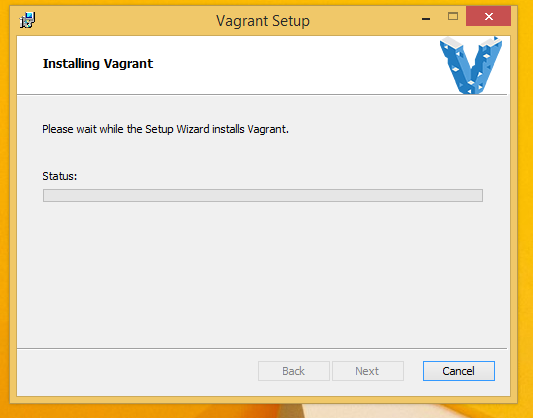 Vagrant Setup
Installing Vagrant
Please wait while the Setup Wizard installs Vagrant.
Status:
Back
Next
Cancel